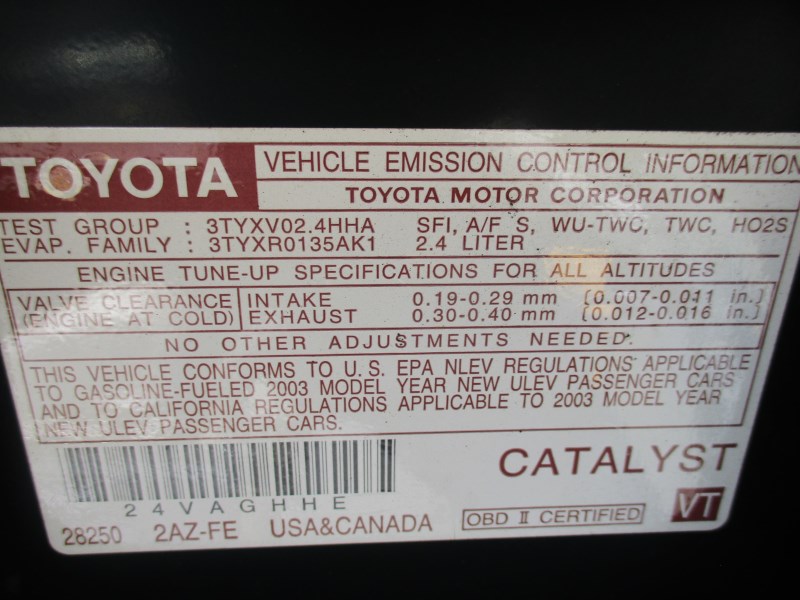 TOYOTA
VEHICLE EMISSION CONTROL INFORMATION
TOYOTA MOTOR CORPORATION
TEST GROUP : 3TYXV02.4HHA SFI, A/F S, WU-TWC, TWC, HO2S
EVAP. FAMILY : 3TYXR0135AK1 2.4 LITER
ENGINE TUNE-UP SPECIFICATIONS FOR ALL ALTITUDES
VALVE CLEARANCE INTAKE 0.19-0.29 mm (0.007-0.011 in.)
(ENGINE AT COLD) EXHAUST 0.30-0.40 mm (0.012-0.016 in.)
NO OTHER ADJUSTMENTS NEEDED.
THIS VEHICLE CONFORMS TO U.S. EPA NLEV REGULATIONS APPLICABLE
TO GASOLINE-FUELED 2003 MODEL YEAR NEW ULEV PASSENGER CARS
AND TO CALIFORNIA REGULATIONS APPLICABLE TO 2003 MODEL YEAR
NEW ULEV PASSENGER CARS.
CATALYST
24VAGHHE
28250 2AZ-FE USA&CANADA OBD II CERTIFIED VT